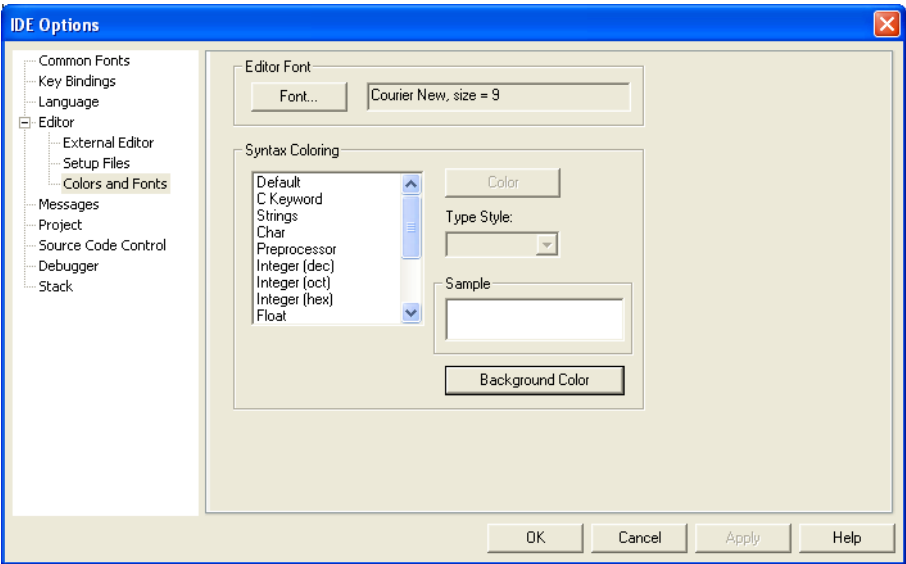 IDE Options
Common Fonts
Key Bindings
Language
Editor
External Editor
Setup Files
Colors and Fonts
Messages
Project
Source Code Control
Debugger
Stack
Editor Font
Font...
Courier New, size = 9
Syntax Coloring
Default
C Keyword
Strings
Char
Preprocessor
Integer (dec)
Integer (oct)
Integer (hex)
Float
Color
Type Style:
Sample
Background Color
OK
Cancel
Apply
Help